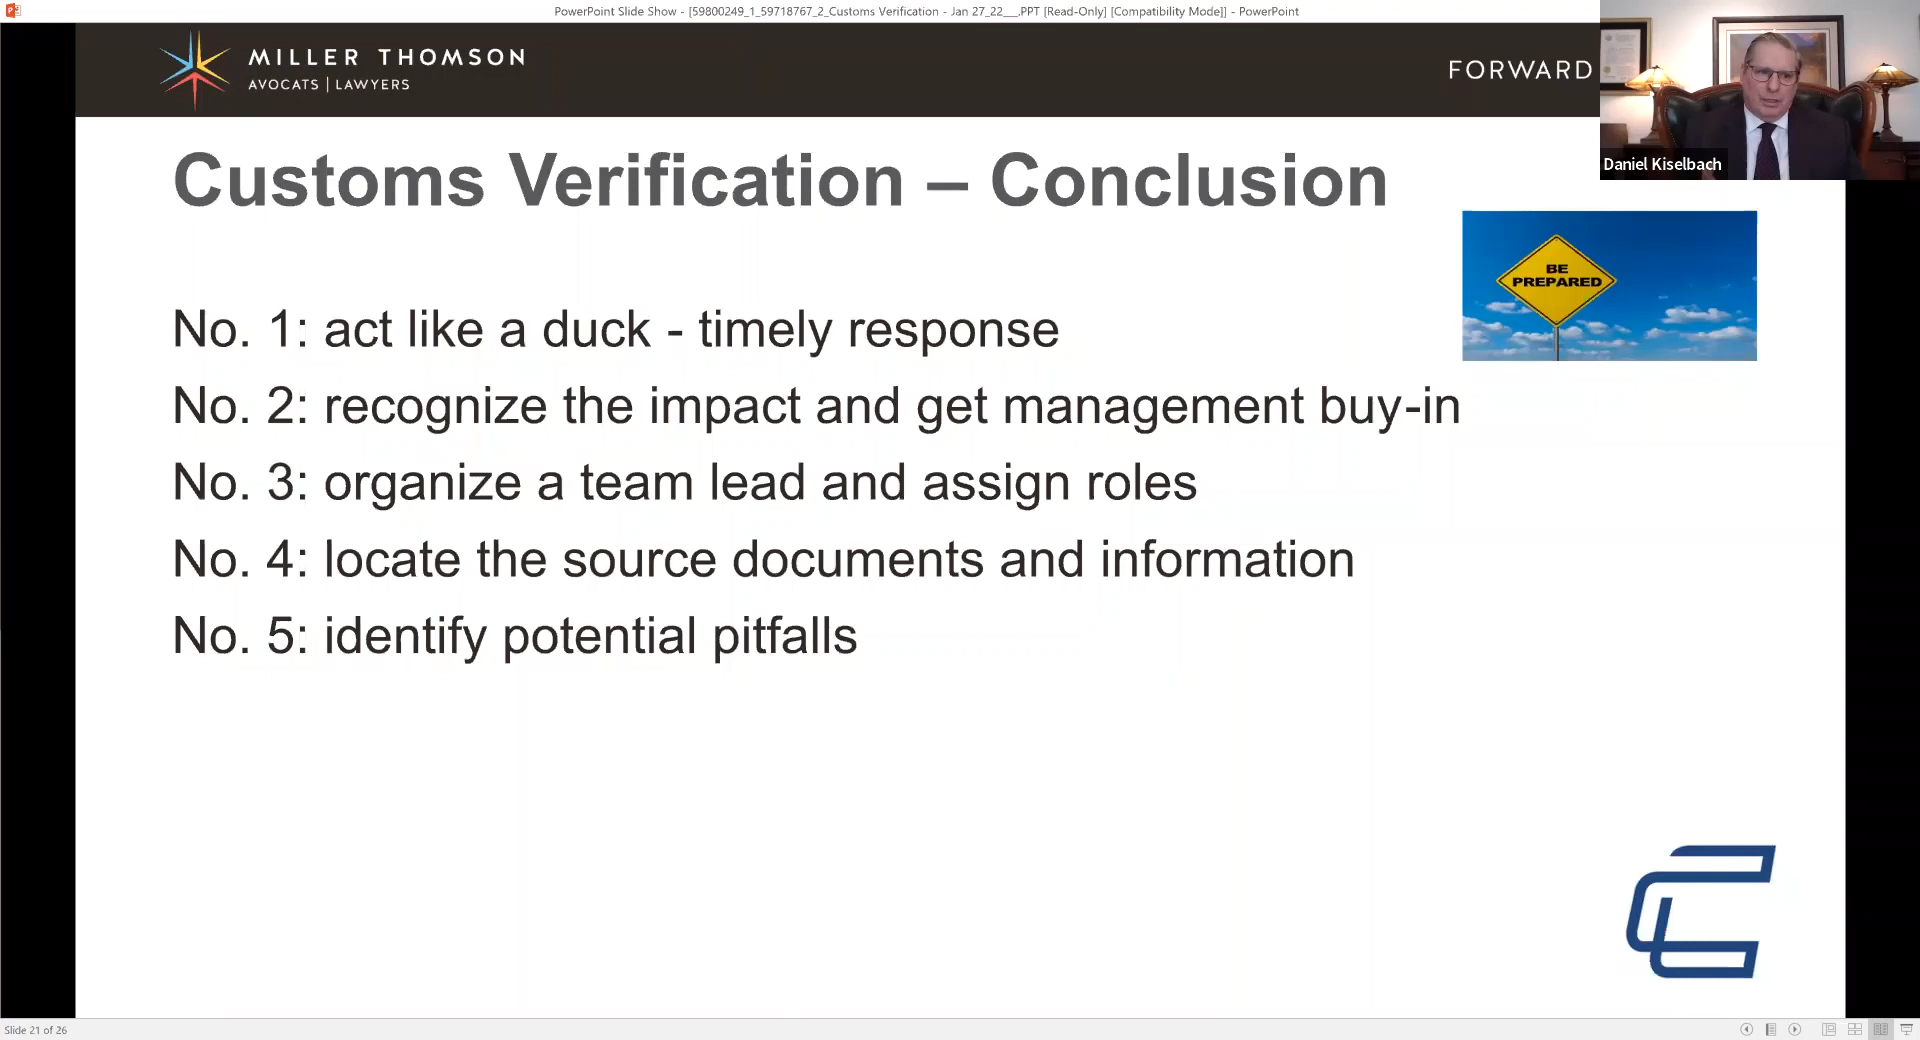 PowerPoint Slide Show - [59800249_1_59718767_2_Customs Verification - Jan 27_22___.PPT [Read-Only] [Compatibility Mode]] - PowerPoint
MILLER THOMSON
AVOCATS | LAWYERS
FORWARD
Daniel Kiselbach
Customs Verification – Conclusion
BE
PREPARED
No. 1: act like a duck - timely response
No. 2: recognize the impact and get management buy-in
No. 3: organize a team lead and assign roles
No. 4: locate the source documents and information
No. 5: identify potential pitfalls
Slide 21 of 26